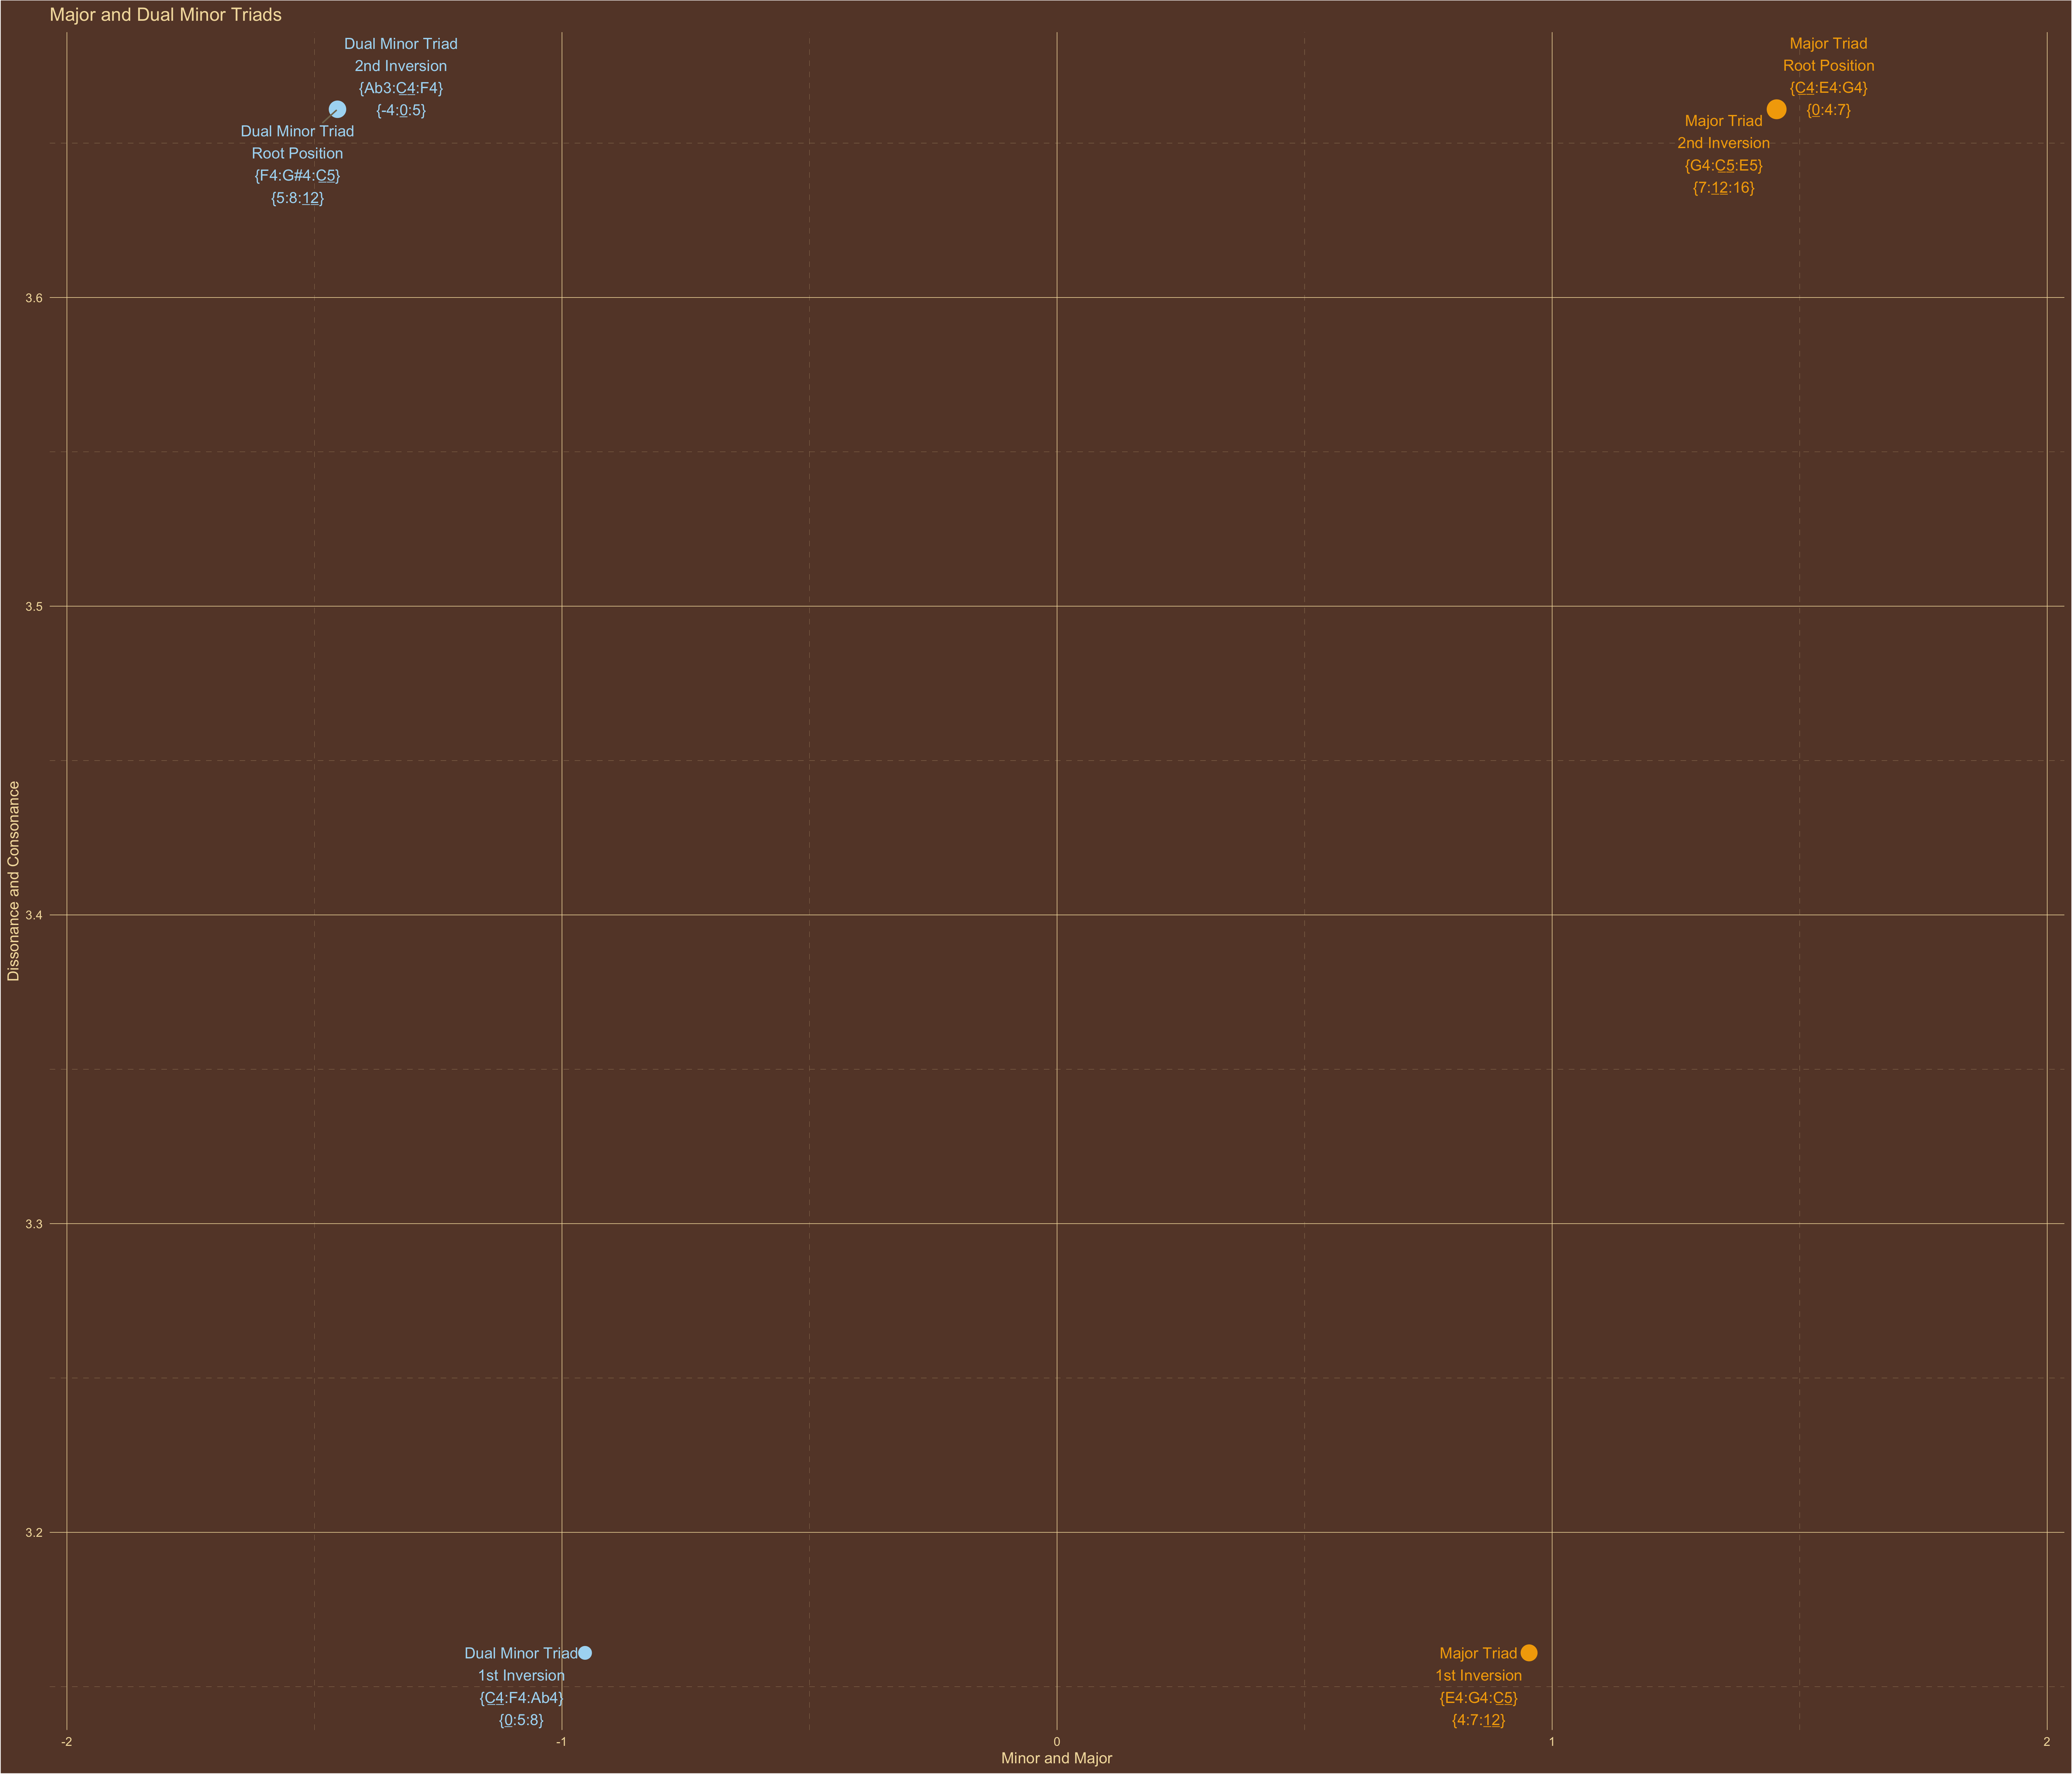 Major and Dual Minor Triads
Dual Minor Triad
2nd Inversion
{Ab3:C4:F4}
{-4:0:5}
Dual Minor Triad
Root Position
{F4:G#4:C5}
{5:8:12}
Major Triad
Root Position
{C4:E4:G4}
{0:4:7}
Major Triad
2nd Inversion
{G4:C5:E5}
{7:12:16}
3.6
3.5
3.4
3.3
3.2
Dissonance and Consonance
Dual Minor Triad
1st Inversion
{C4:F4:Ab4}
{0:5:8}
Major Triad
1st Inversion
{E4:G4:C5}
{4:7:12}
-2
-1
0
1
2
Minor and Major